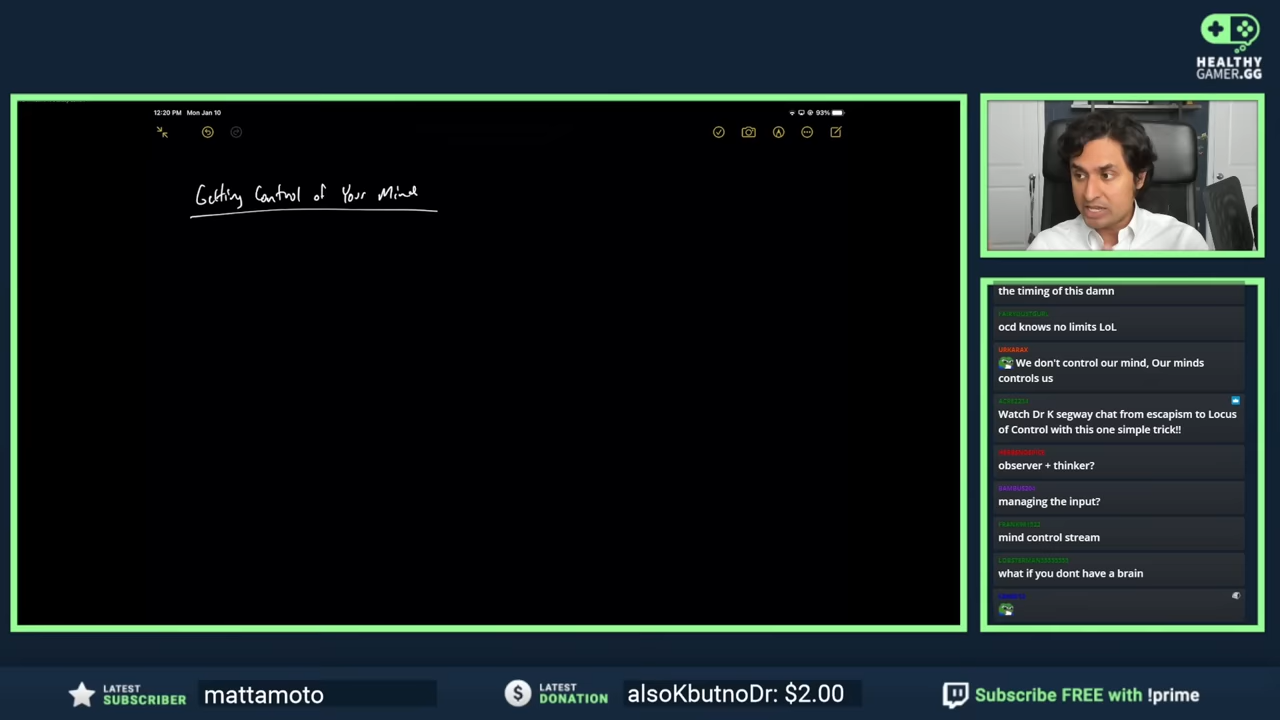 HEALTHY
GAMER.GG
12:20 PM Mon Jan 10
93%
Getting Control of Your Mind
the timing of this damn
ocd knows no limits LoL
We don't control our mind, Our minds
controls us
Watch Dr K segway chat from escapism to Locus
of Control with this one simple trick!!
observer + thinker?
managing the input?
mind control stream
what if you dont have a brain
LATEST
SUBSCRIBER
mattamoto
LATEST
DONATION
alsoKbutnoDr: $2.00
Subscribe FREE with !prime